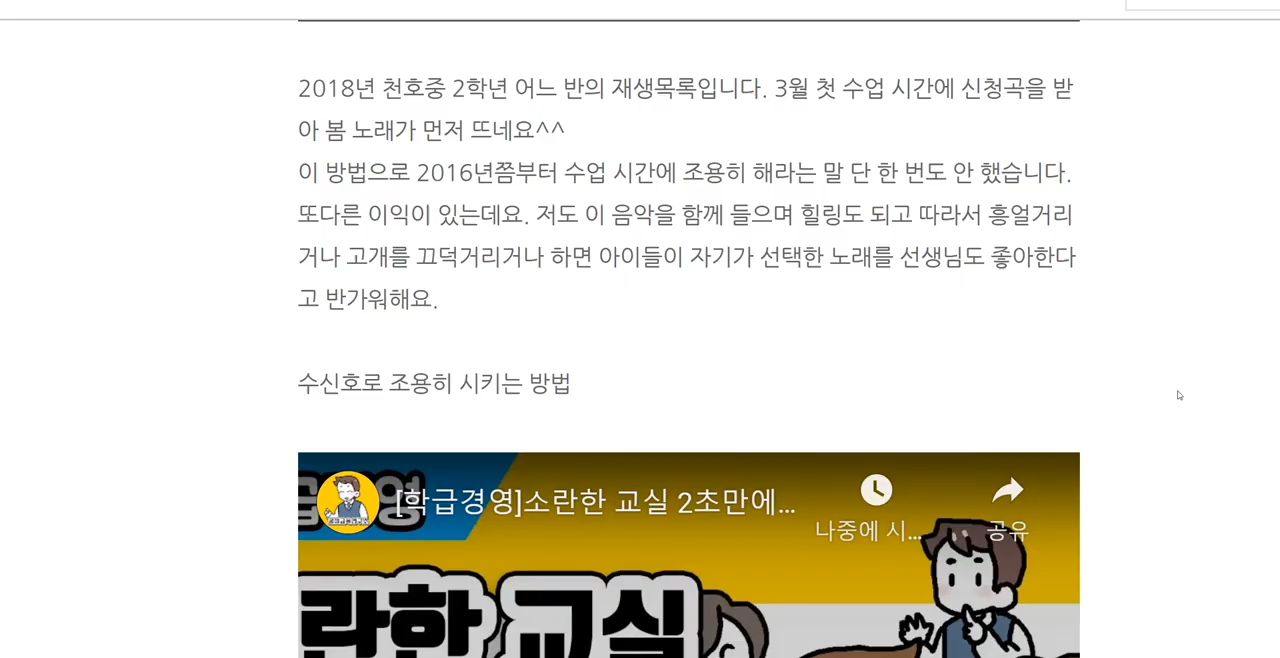 2018년 천호중 2학년 어느 반의 재생목록입니다. 3월 첫 수업 시간에 신청곡을 받
아 봄 노래가 먼저 뜨네요^^
이 방법으로 2016년쯤부터 수업 시간에 조용히 해라는 말 단 한 번도 안 했습니다.
또다른 이익이 있는데요. 저도 이 음악을 함께 들으며 힐링도 되고 따라서 흥얼거리
거나 고개를 끄덕거리거나 하면 아이들이 자기가 선택한 노래를 선생님도 좋아한다
고 반가워해요.
수신호로 조용히 시키는 방법
[학급경영]소란한 교실 2초만에...
나중에 시...
공유
란한 교실